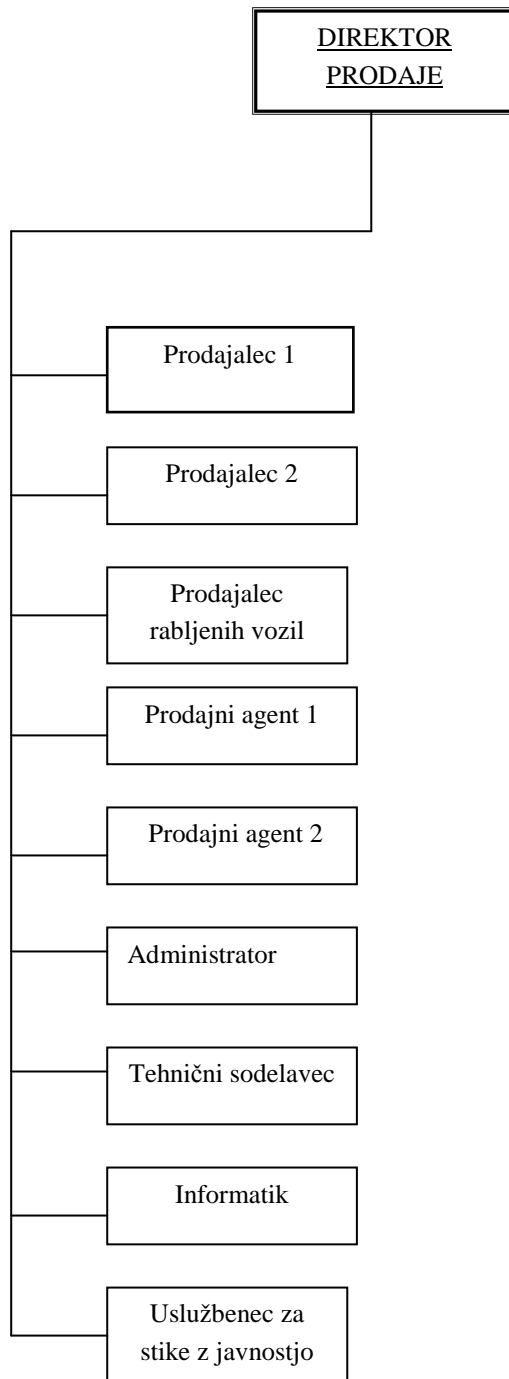 DIREKTOR
PRODAJE
Prodajalec 1
Prodajalec 2
Prodajalec
rabljenih vozil
Prodajni agent 1
Prodajni agent 2
Administrator
Tehnični sodelavec
Informatik
Uslužbenec za
stike z javnostjo